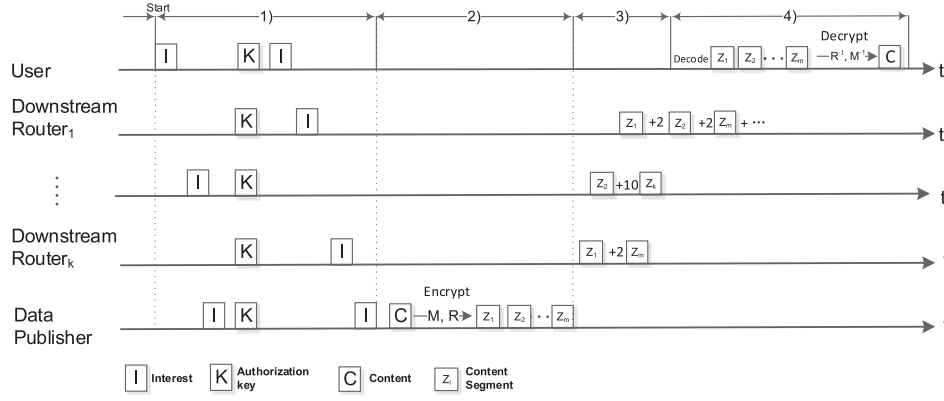 Start
1)
2)
3)
4)
User
I
K
I
Decode
Z1
Z2
···
Zm
Decrypt
R-1, M-1
C
t
Downstream
Router1
K
I
Z1 +2 Z2 +2 Zm + ···
t
I
K
Z2 +10 Zk
t
Downstream
Routerk
K
I
Z1 +2 Zm
Data
Publisher
I
K
I
C
Encrypt
M, R
Z1
Z2
··
Zm
I Interest
K Authorization
key
C Content
Zi Content
Segment